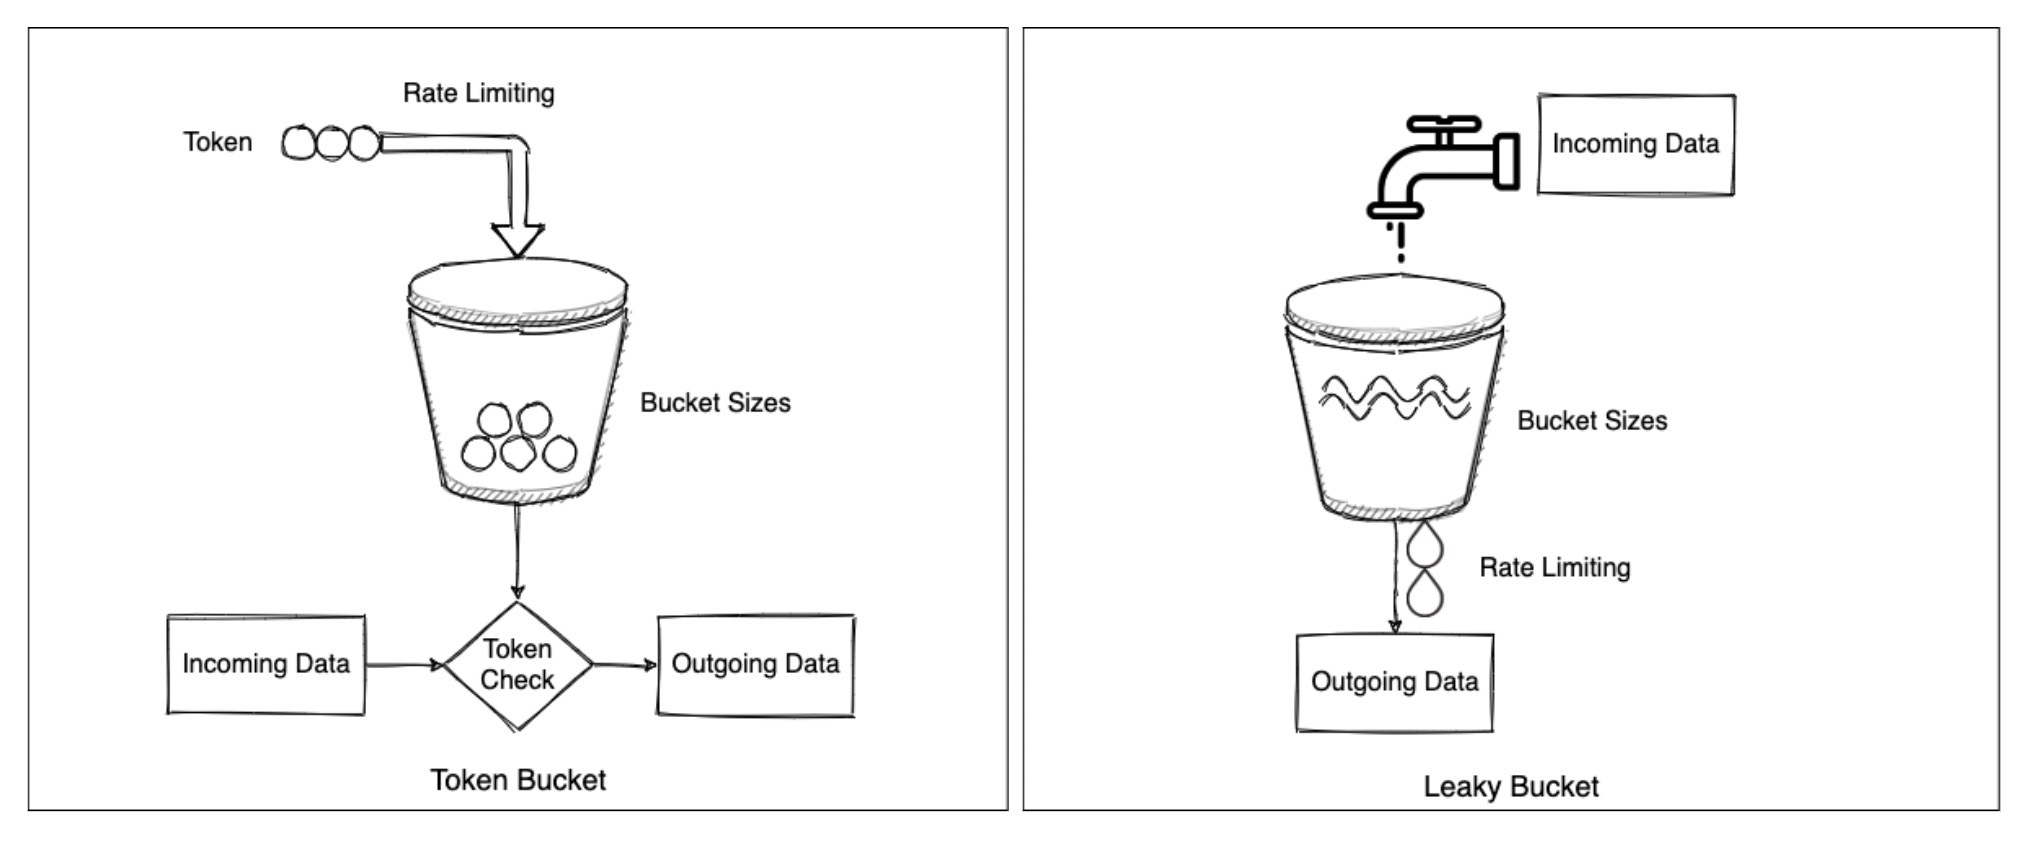 Rate Limiting
Token
Bucket Sizes
Incoming Data
Token
Check
Outgoing Data
Token Bucket
Incoming Data
Bucket Sizes
Rate Limiting
Outgoing Data
Leaky Bucket